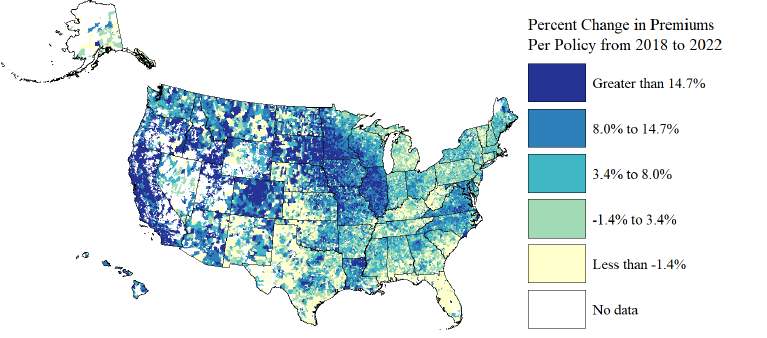 Percent Change in Premiums
Per Policy from 2018 to 2022
Greater than 14.7%
8.0% to 14.7%
3.4% to 8.0%
-1.4% to 3.4%
Less than -1.4%
No data